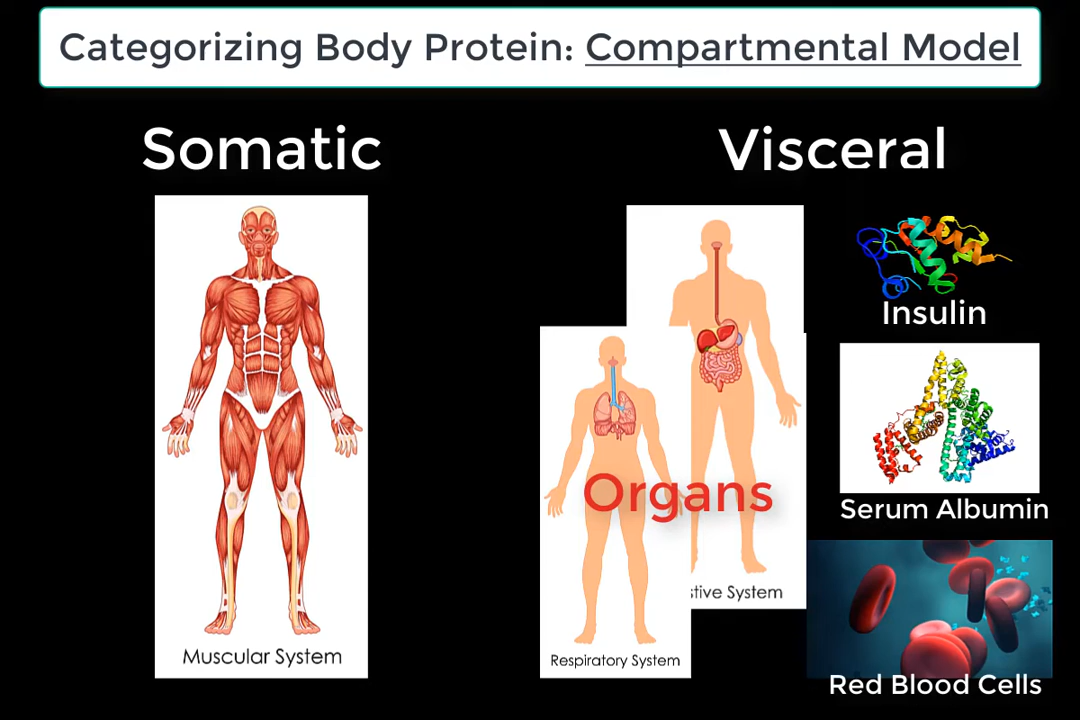 Categorizing Body Protein: Compartmental Model
Somatic
Muscular System
Visceral
Organs
stive System
Respiratory System
Insulin
Serum Albumin
Red Blood Cells